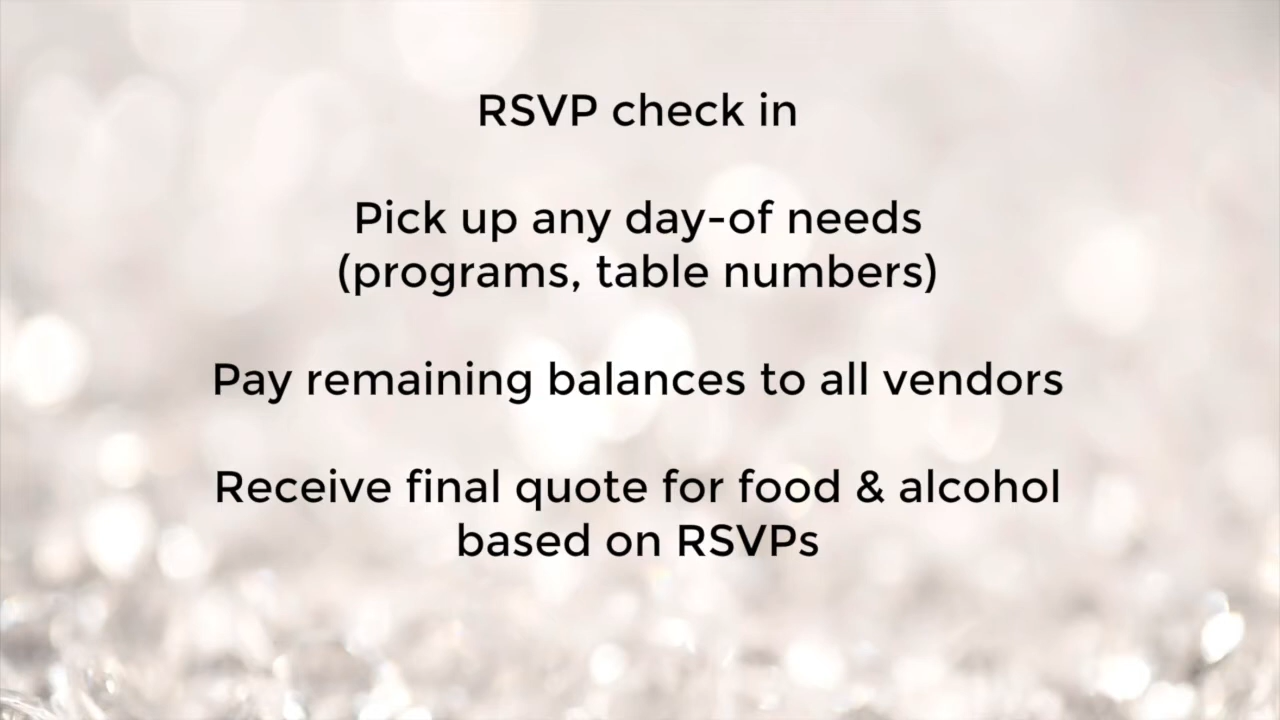 RSVP check in
Pick up any day-of needs
(programs, table numbers)
Pay remaining balances to all vendors
Receive final quote for food & alcohol
based on RSVPs